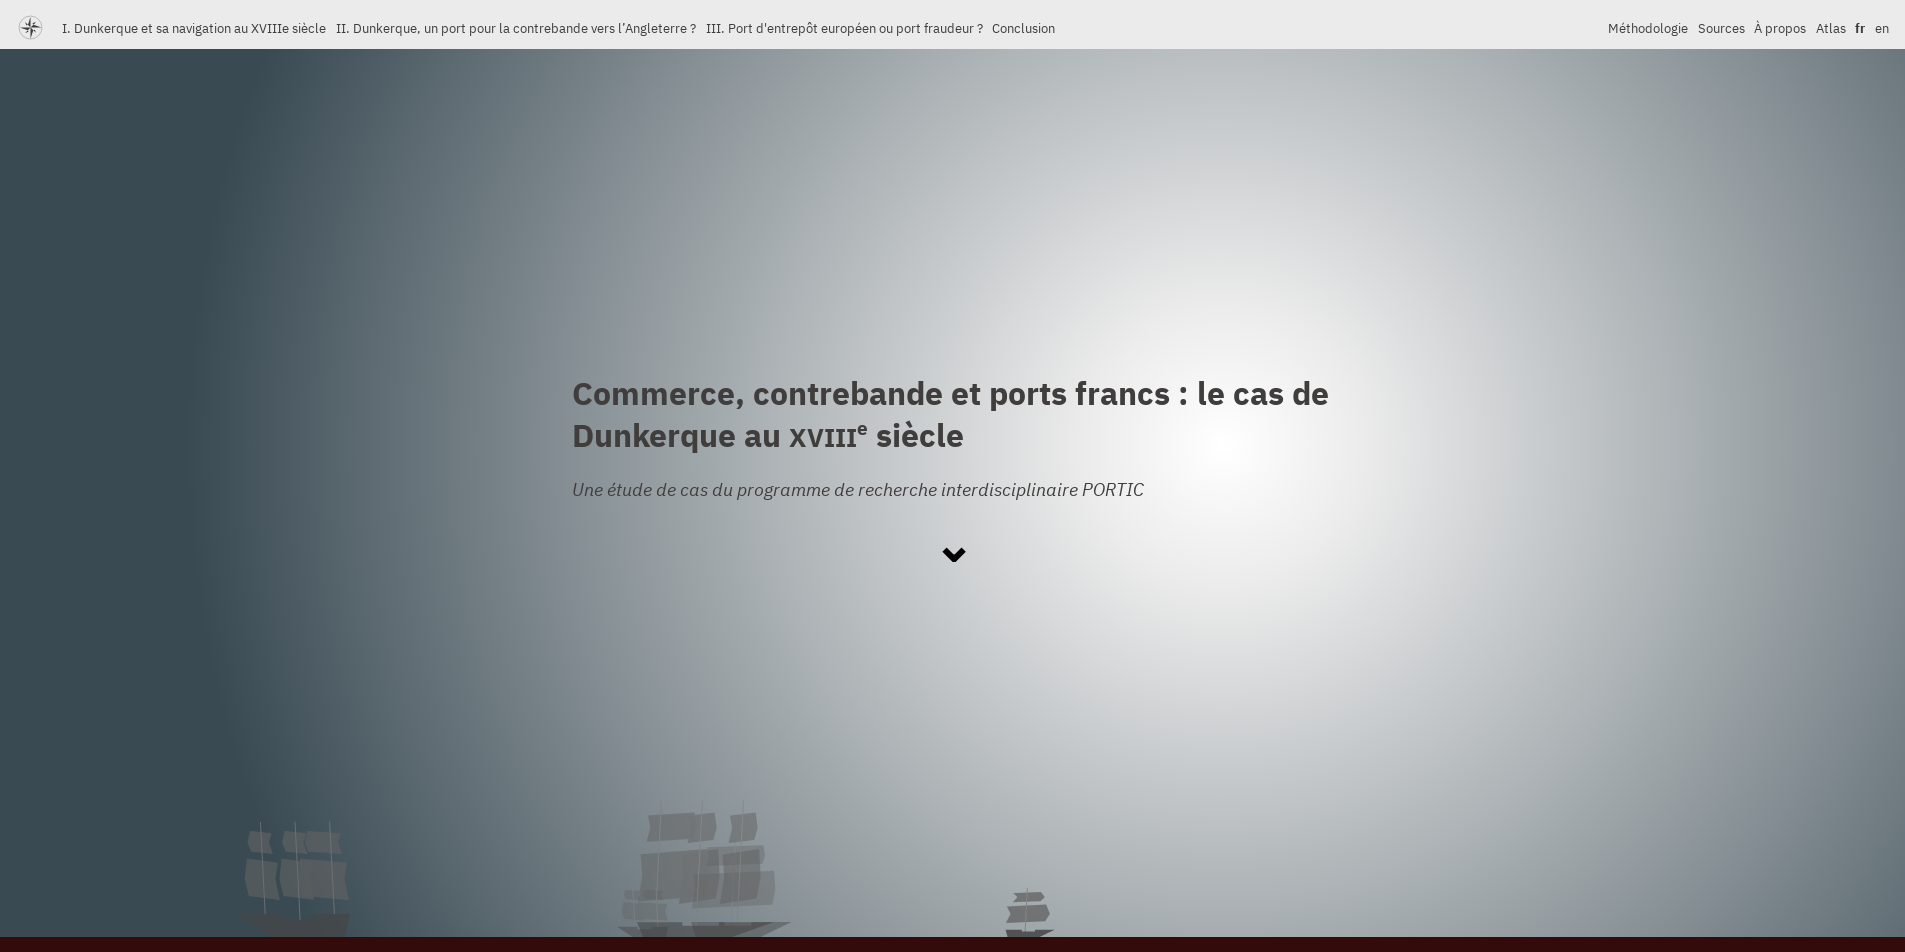 I. Dunkerque et sa navigation au XVIIIe siècle II. Dunkerque, un port pour la contrebande vers l’Angleterre ? III. Port d'entrepôt européen ou port fraudeur ? Conclusion Méthodologie Sources À propos Atlas fr en
Commerce, contrebande et ports francs : le cas de
Dunkerque au XVIIIe siècle
Une étude de cas du programme de recherche interdisciplinaire PORTIC